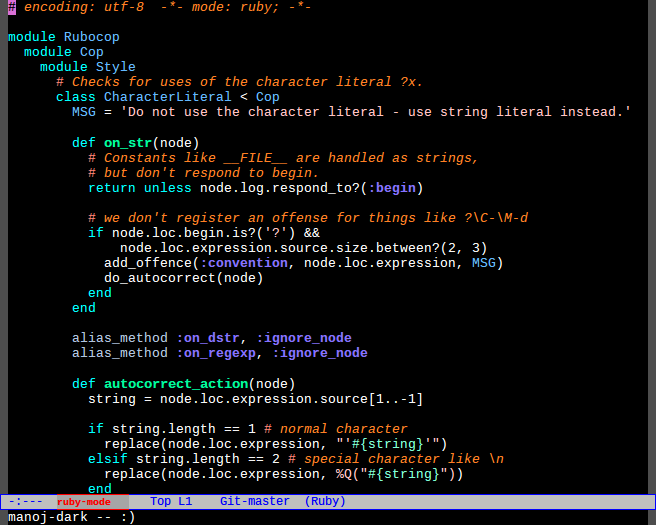 # encoding: utf-8  -*- mode: ruby; -*-

module Rubocop
  module Cop
    module Style
      # Checks for uses of the character literal ?x.
      class CharacterLiteral < Cop
        MSG = 'Do not use the character literal - use string literal instead.'

        def on_str(node)
          # Constants like __FILE__ are handled as strings,
          # but don't respond to begin.
          return unless node.log.respond_to?(:begin)

          # we don't register an offense for things like ?\C-\M-d
          if node.loc.begin.is?('?') &&
              node.loc.expression.source.size.between?(2, 3)
            add_offence(:convention, node.loc.expression, MSG)
            do_autocorrect(node)
          end
        end

        alias_method :on_dstr, :ignore_node
        alias_method :on_regexp, :ignore_node

        def autocorrect_action(node)
          string = node.loc.expression.source[1..-1]

          if string.length == 1 # normal character
            replace(node.loc.expression, "'#{string}'")
          elsif string.length == 2 # special character like \n
            replace(node.loc.expression, %Q("#{string}"))
          end
-:---  ruby-mode     Top L1    Git-master  (Ruby)
manoj-dark -- :)